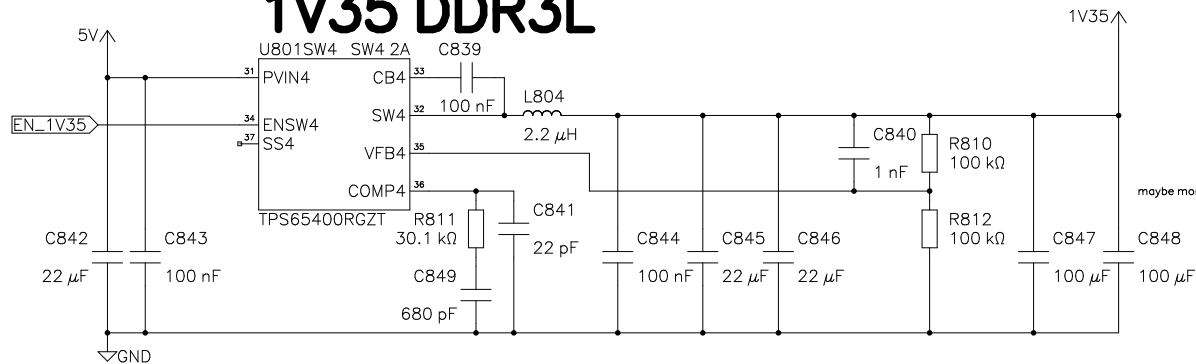 1V35 DDR3L
5V
1V35
U801SW4 SW4 2A
C839
31 PVIN4
CB4 33
100 nF
L804
EN_1V35
34 ENSW4
SW4 32
2.2 µH
37 SS4
VFB4 35
C840
R810
1 nF
100 kΩ
COMP4 36
maybe mo
TPS65400RGZT
R811
30.1 kΩ
C841
22 pF
R812
100 kΩ
C842
22 µF
C843
100 nF
C849
680 pF
C844
100 nF
C845
22 µF
C846
22 µF
C847
100 µF
C848
100 µF
GND